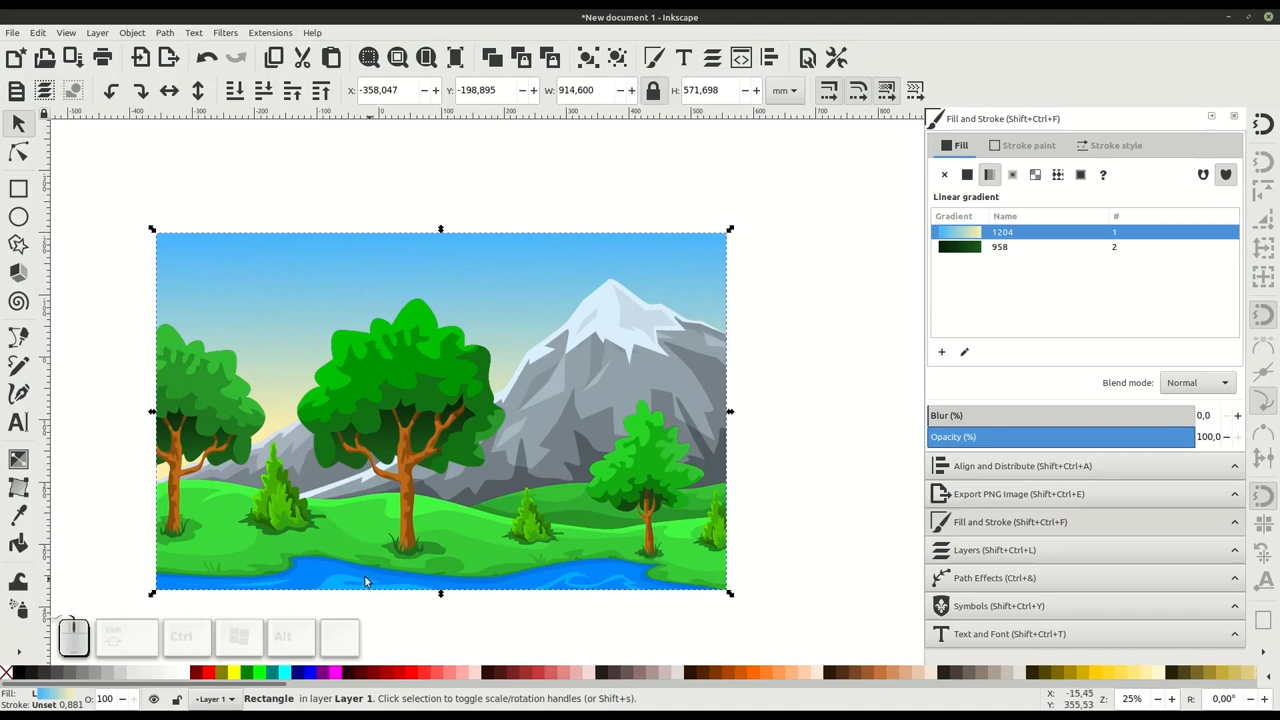 *New document 1 - Inkscape
File Edit View Layer Object Path Text Filters Extensions Help
X: -358,047 Y: -198,895 W: 914,600 H: 571,698 mm
Fill and Stroke (Shift+Ctrl+F)
Fill Stroke paint Stroke style
?
Linear gradient
Gradient Name #
1204 1
958 2
Blend mode: Normal
Blur (%) 0,0
Opacity (%) 100,0
Align and Distribute (Shift+Ctrl+A)
Export PNG Image (Shift+Ctrl+E)
Fill and Stroke (Shift+Ctrl+F)
Layers (Shift+Ctrl+L)
Path Effects (Ctrl+&)
Symbols (Shift+Ctrl+Y)
Text and Font (Shift+Ctrl+T)
Ctrl Alt
Fill: L O: 100 •Layer 1 Rectangle in layer Layer 1. Click selection to toggle scale/rotation handles (or Shift+s). X: -15,45 Z: 25% R: 0,00°
Stroke: Unset 0,881 Y: 355,53